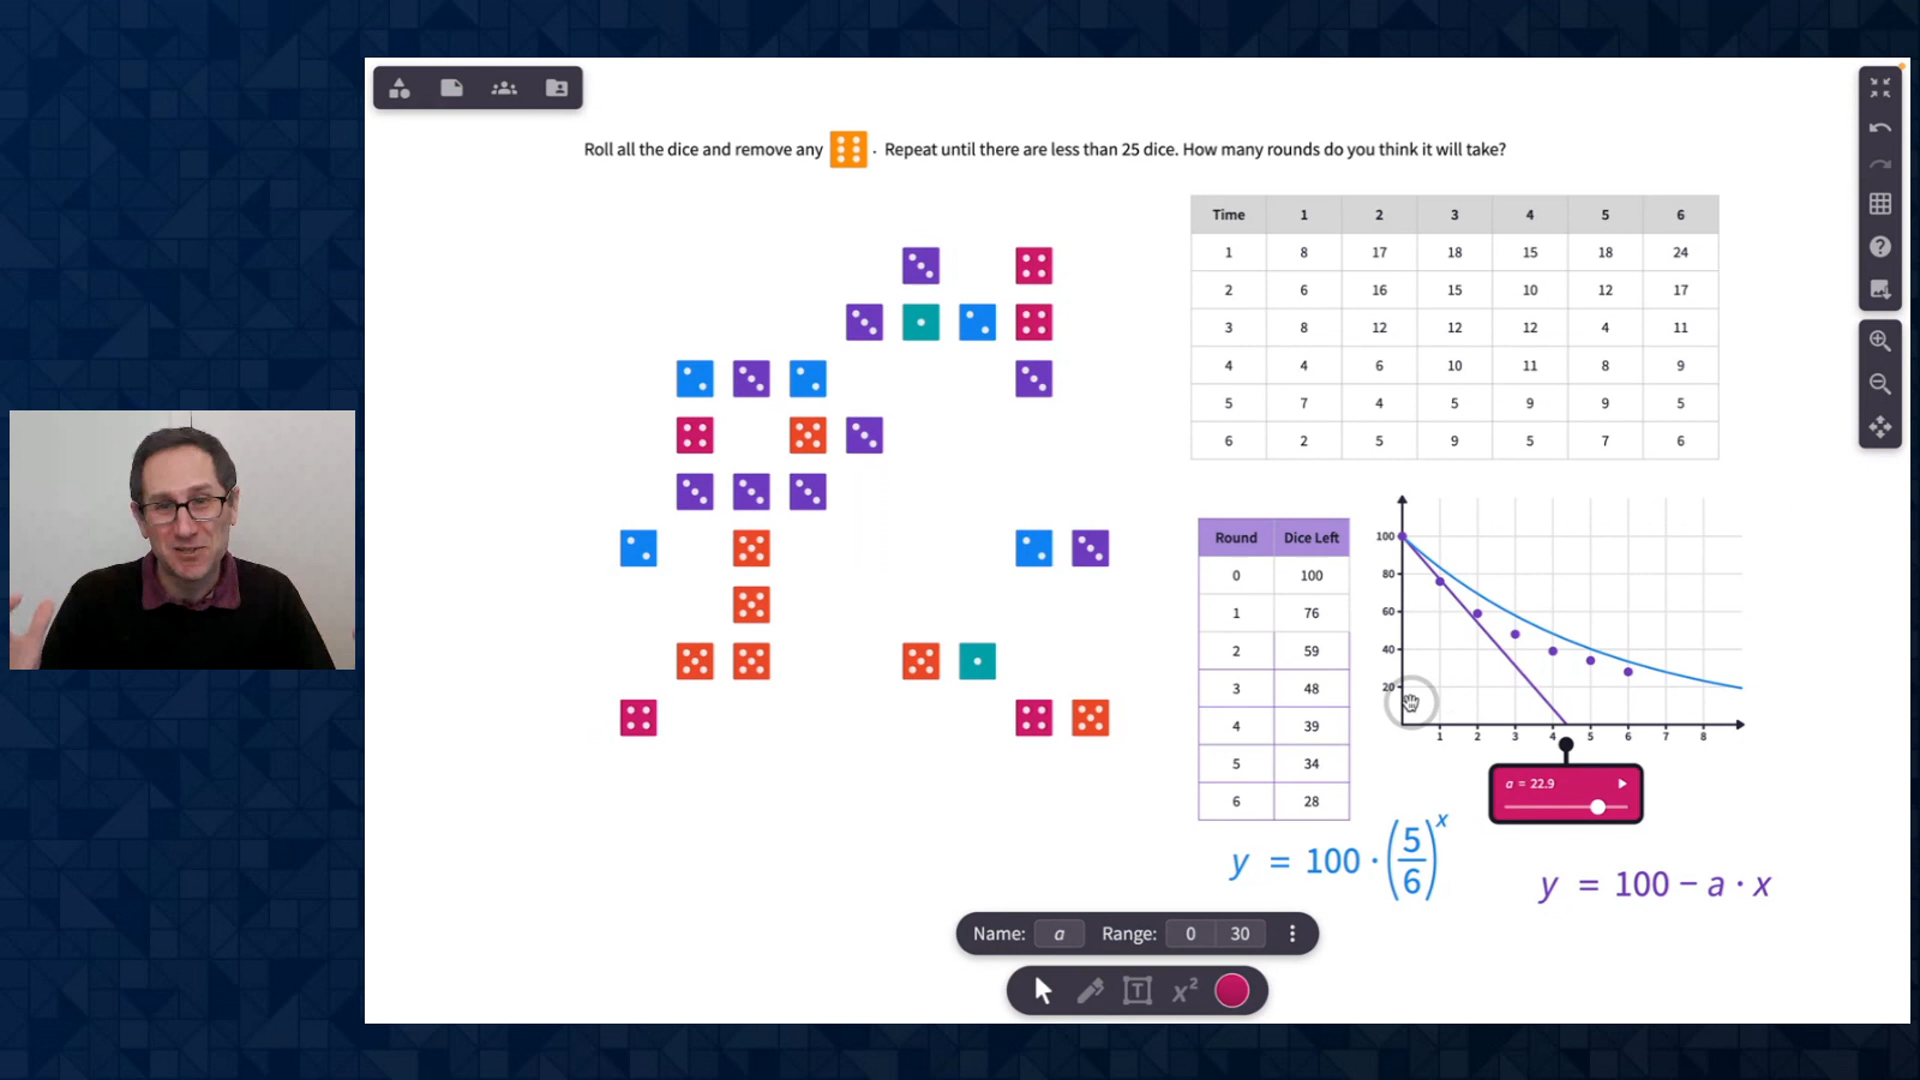 Roll all the dice and remove any . Repeat until there are less than 25 dice. How many rounds do you think it will take?
Time 1 2 3 4 5 6
1 8 17 18 15 18 24
2 6 16 15 10 12 17
3 8 12 12 12 4 11
4 4 6 10 11 8 9
5 7 4 5 9 9 5
6 2 5 9 5 7 6
Round Dice Left
0 100
1 76
2 59
3 48
4 39
5 34
6 28
100
80
60
40
20
1 2 3 4 5 6 7 8
a = 22.9
y = 100 · (5/6)^x
y = 100 − a · x
Name: a Range: 0 30
T x²